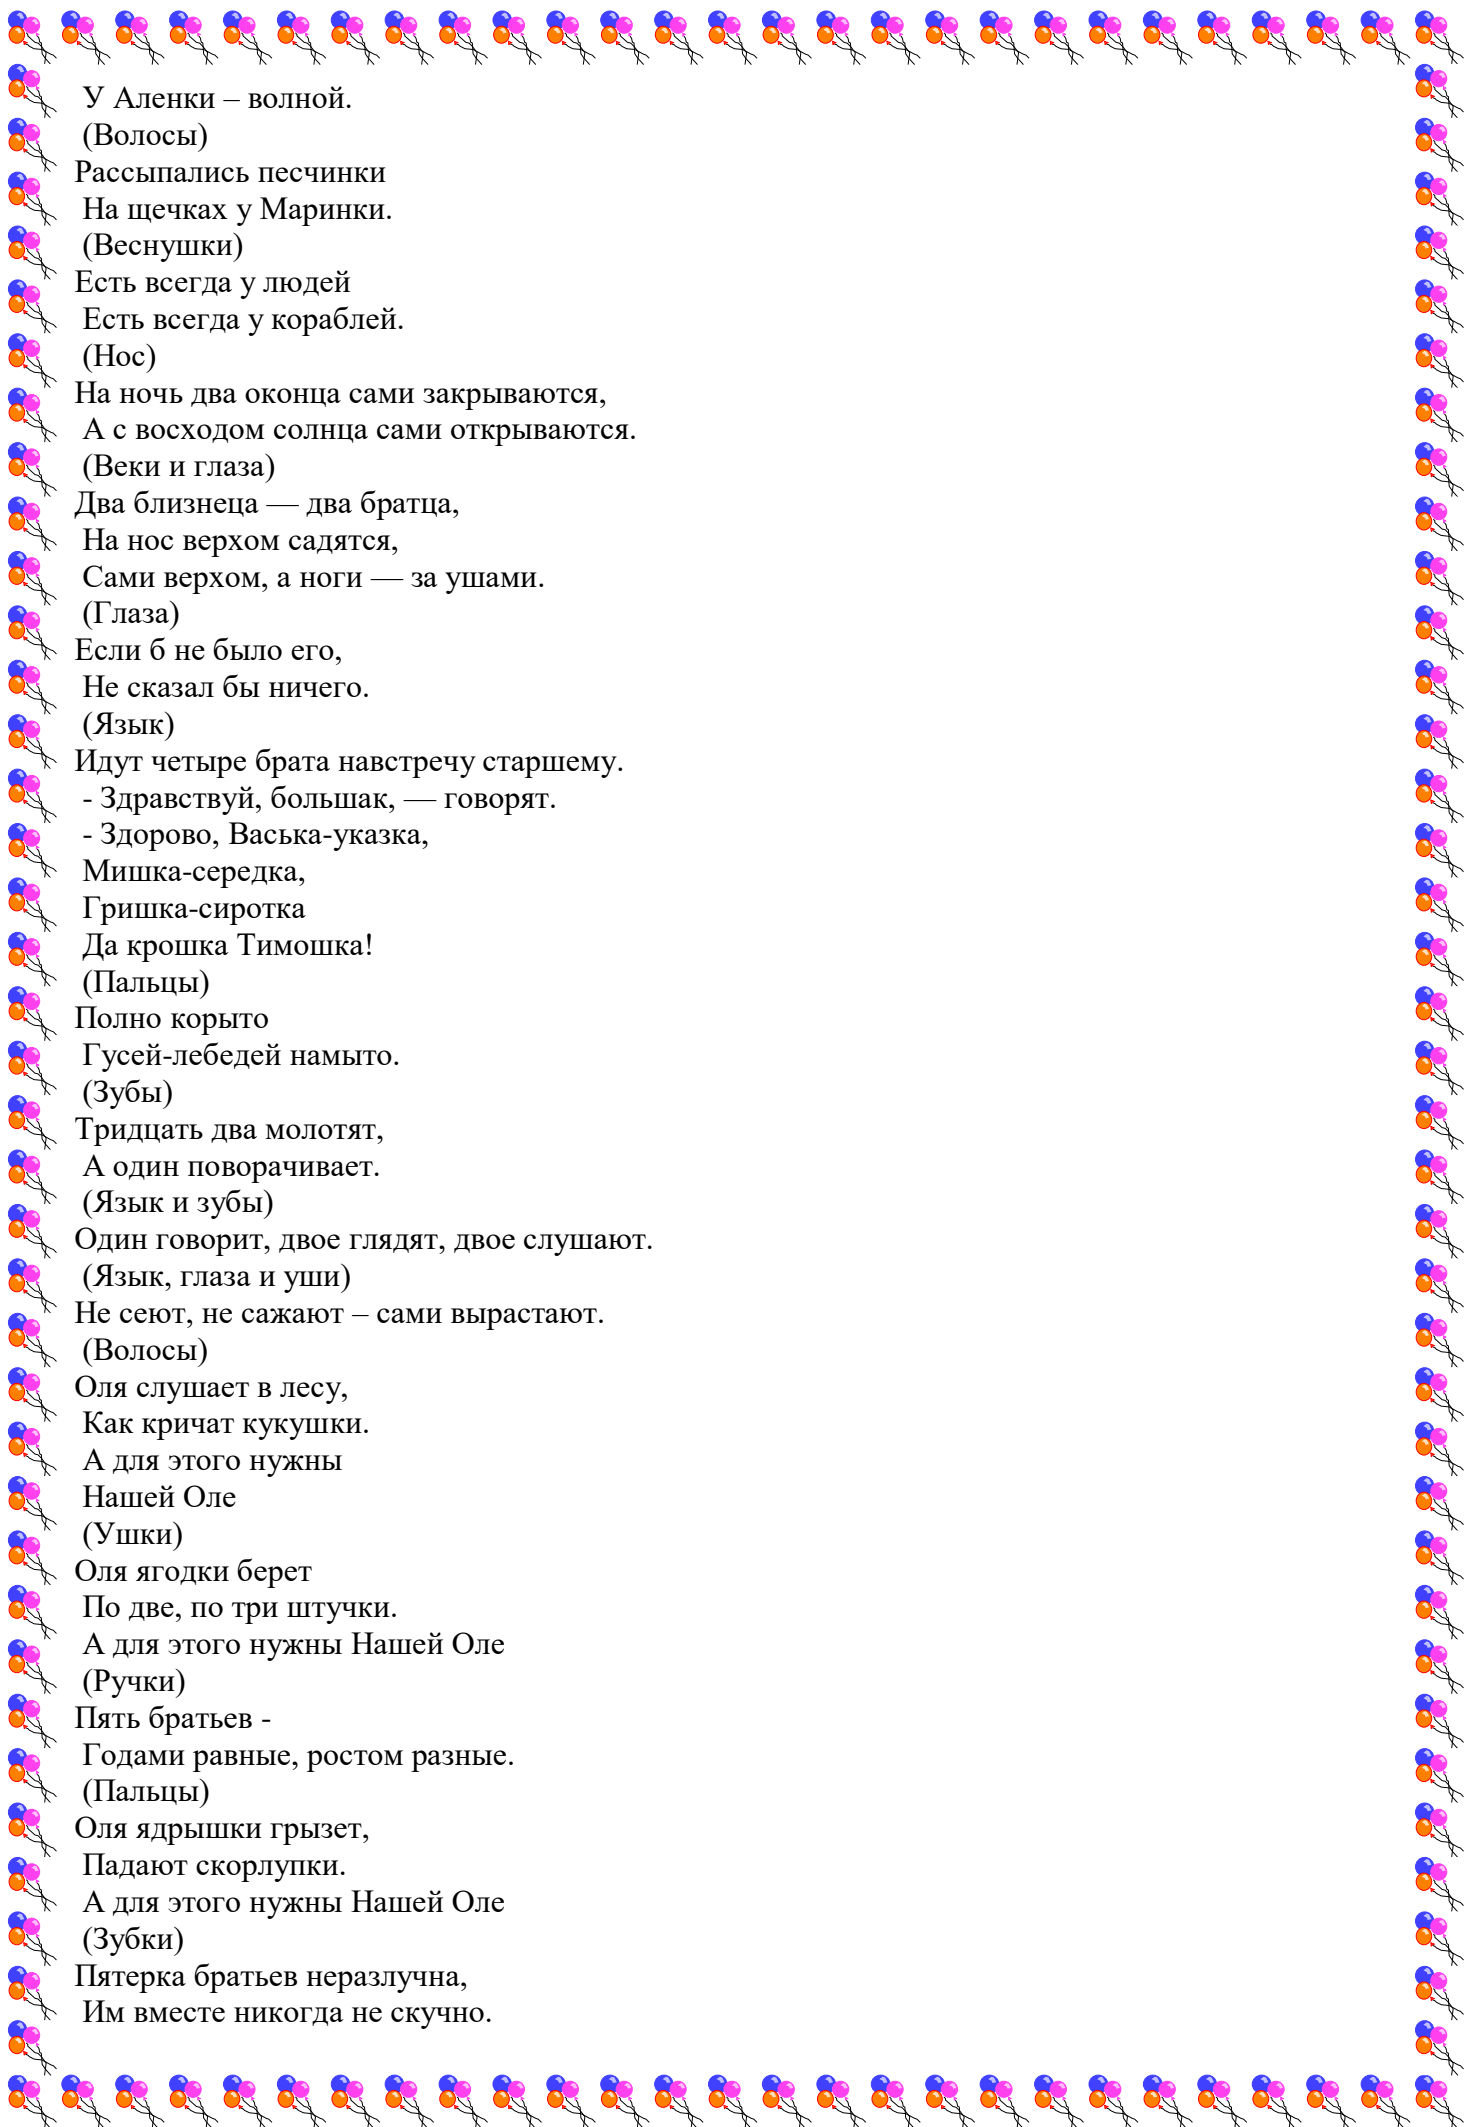 У Аленки – волной.
(Волосы)
Рассыпались песчинки
На щечках у Маринки.
(Веснушки)
Есть всегда у людей
Есть всегда у кораблей.
(Нос)
На ночь два оконца сами закрываются,
А с восходом солнца сами открываются.
(Веки и глаза)
Два близнеца — два братца,
На нос верхом садятся,
Сами верхом, а ноги — за ушами.
(Глаза)
Если б не было его,
Не сказал бы ничего.
(Язык)
Идут четыре брата навстречу старшему.
- Здравствуй, большак, — говорят.
- Здорово, Васька-указка,
Мишка-середка,
Гришка-сиротка
Да крошка Тимошка!
(Пальцы)
Полно корыто
Гусей-лебедей намыто.
(Зубы)
Тридцать два молотят,
А один поворачивает.
(Язык и зубы)
Один говорит, двое глядят, двое слушают.
(Язык, глаза и уши)
Не сеют, не сажают – сами вырастают.
(Волосы)
Оля слушает в лесу,
Как кричат кукушки.
А для этого нужны
Нашей Оле
(Ушки)
Оля ягодки берет
По две, по три штучки.
А для этого нужны Нашей Оле
(Ручки)
Пять братьев -
Годами равные, ростом разные.
(Пальцы)
Оля ядрышки грызет,
Падают скорлупки.
А для этого нужны Нашей Оле
(Зубки)
Пятерка братьев неразлучна,
Им вместе никогда не скучно.